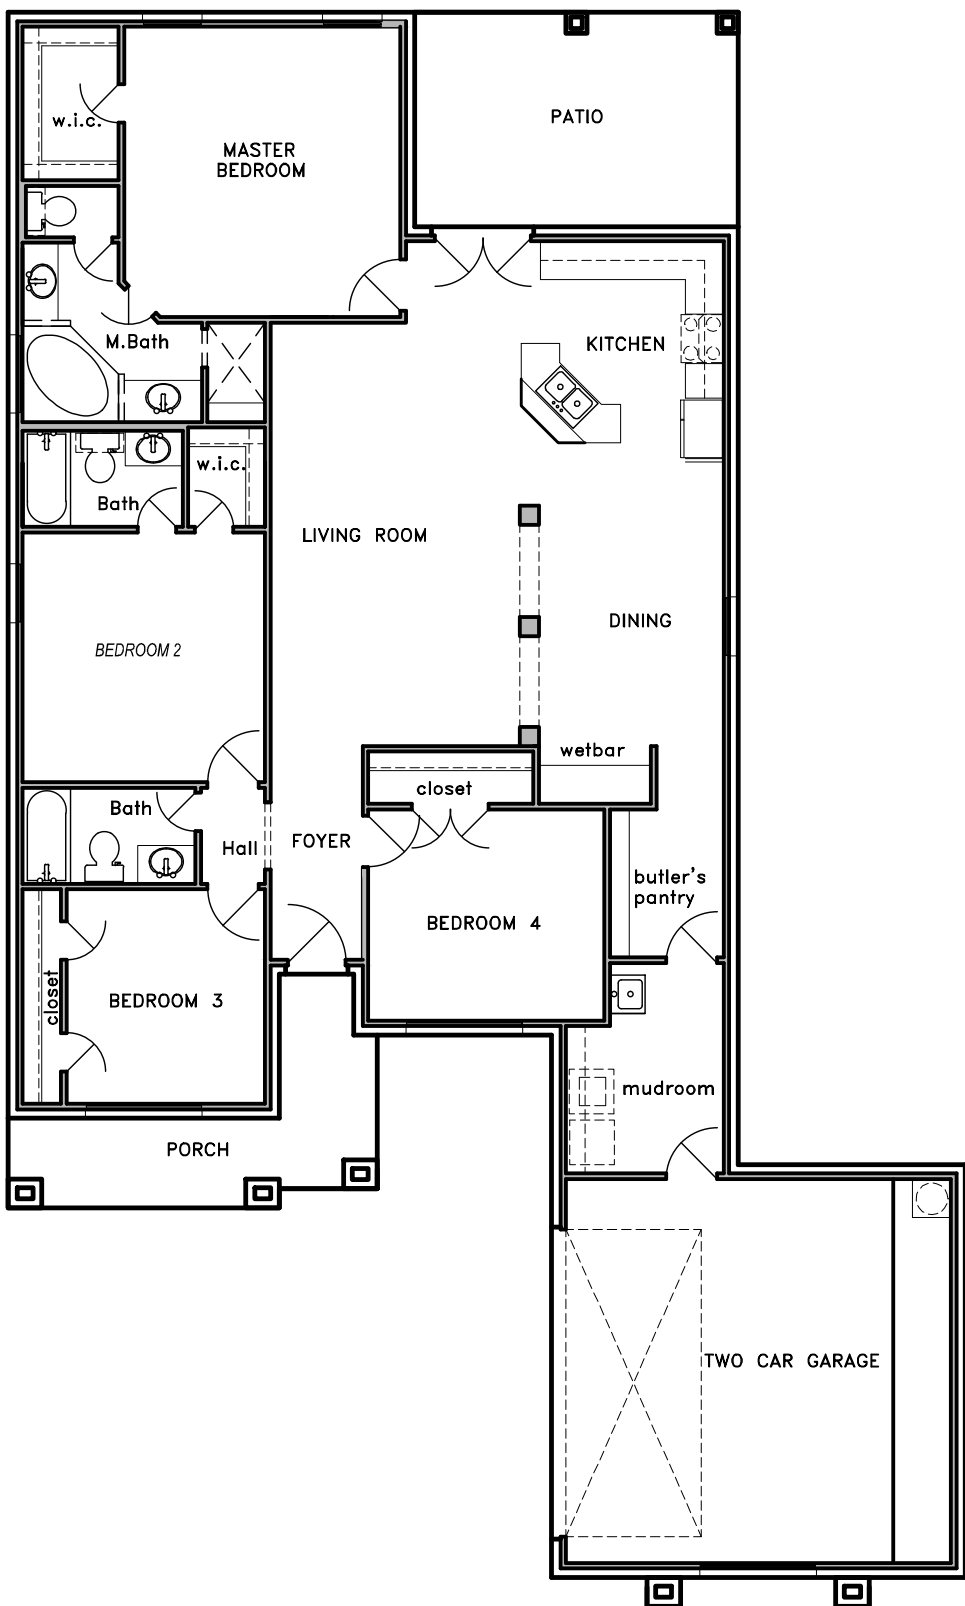 PATIO
w.i.c.
MASTER
BEDROOM
M.Bath
KITCHEN
w.i.c.
Bath
LIVING ROOM
DINING
BEDROOM 2
wetbar
closet
Bath
Hall
FOYER
butler's
pantry
BEDROOM 4
closet
BEDROOM 3
mudroom
PORCH
TWO CAR GARAGE